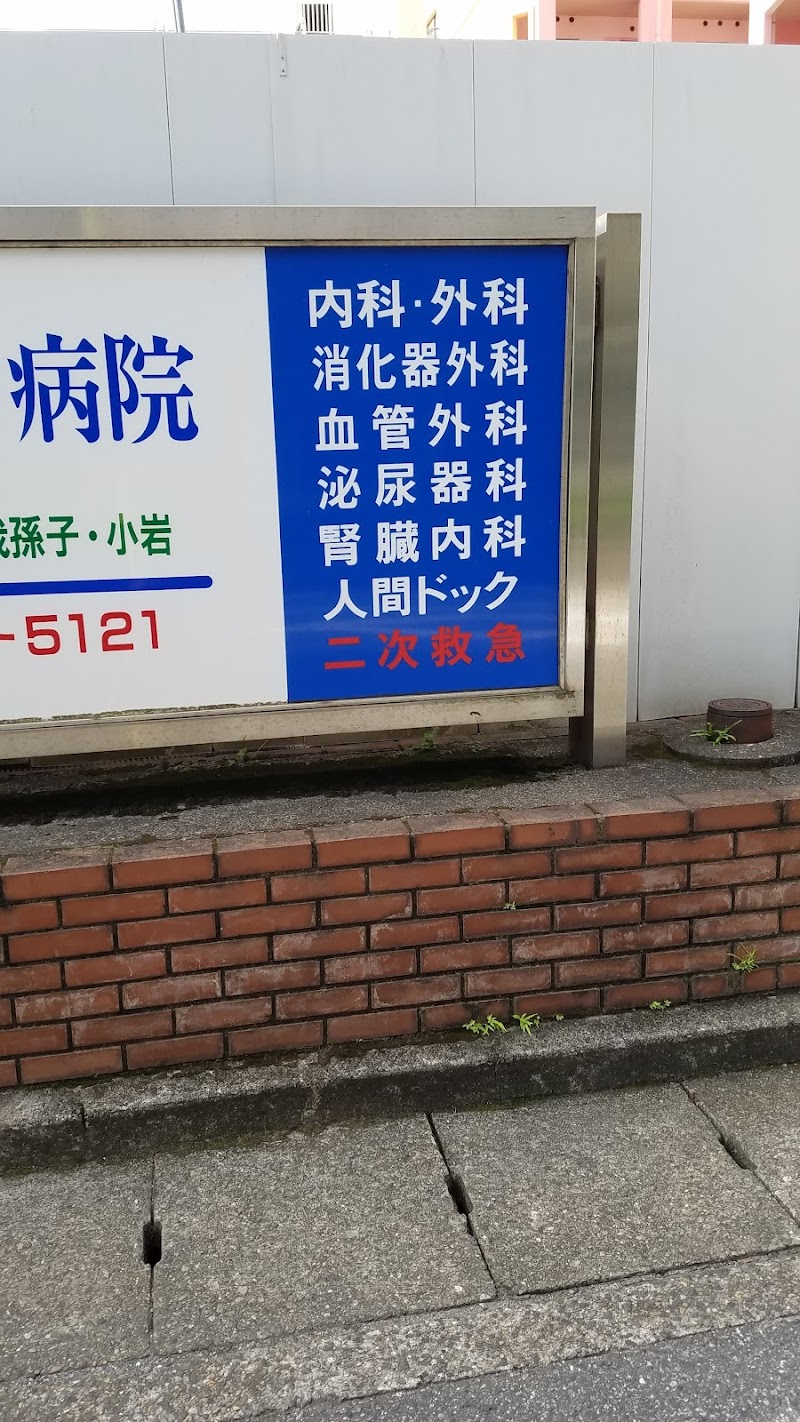 病院
孫子・小岩
-5121
内科・外科
消化器外科
血管外科
泌尿器科
腎臓内科
人間ドック
二次救急